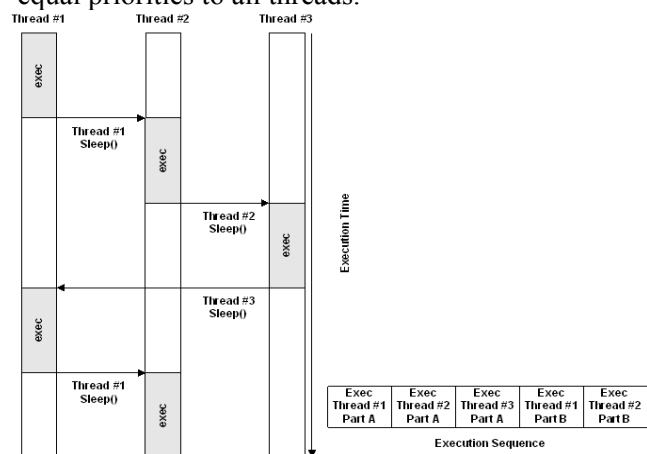 equal priorities to all threads.
Thread #1 Thread #2 Thread #3
exec
Thread #1
Sleep()
exec
Thread #2
Sleep()
exec
Execution Time
Thread #3
Sleep()
exec
Thread #1
Sleep()
exec
Exec Exec Exec Exec Exec
Thread #1 Thread #2 Thread #3 Thread #1 Thread #2
Part A Part A Part A Part B Part B
Execution Sequence